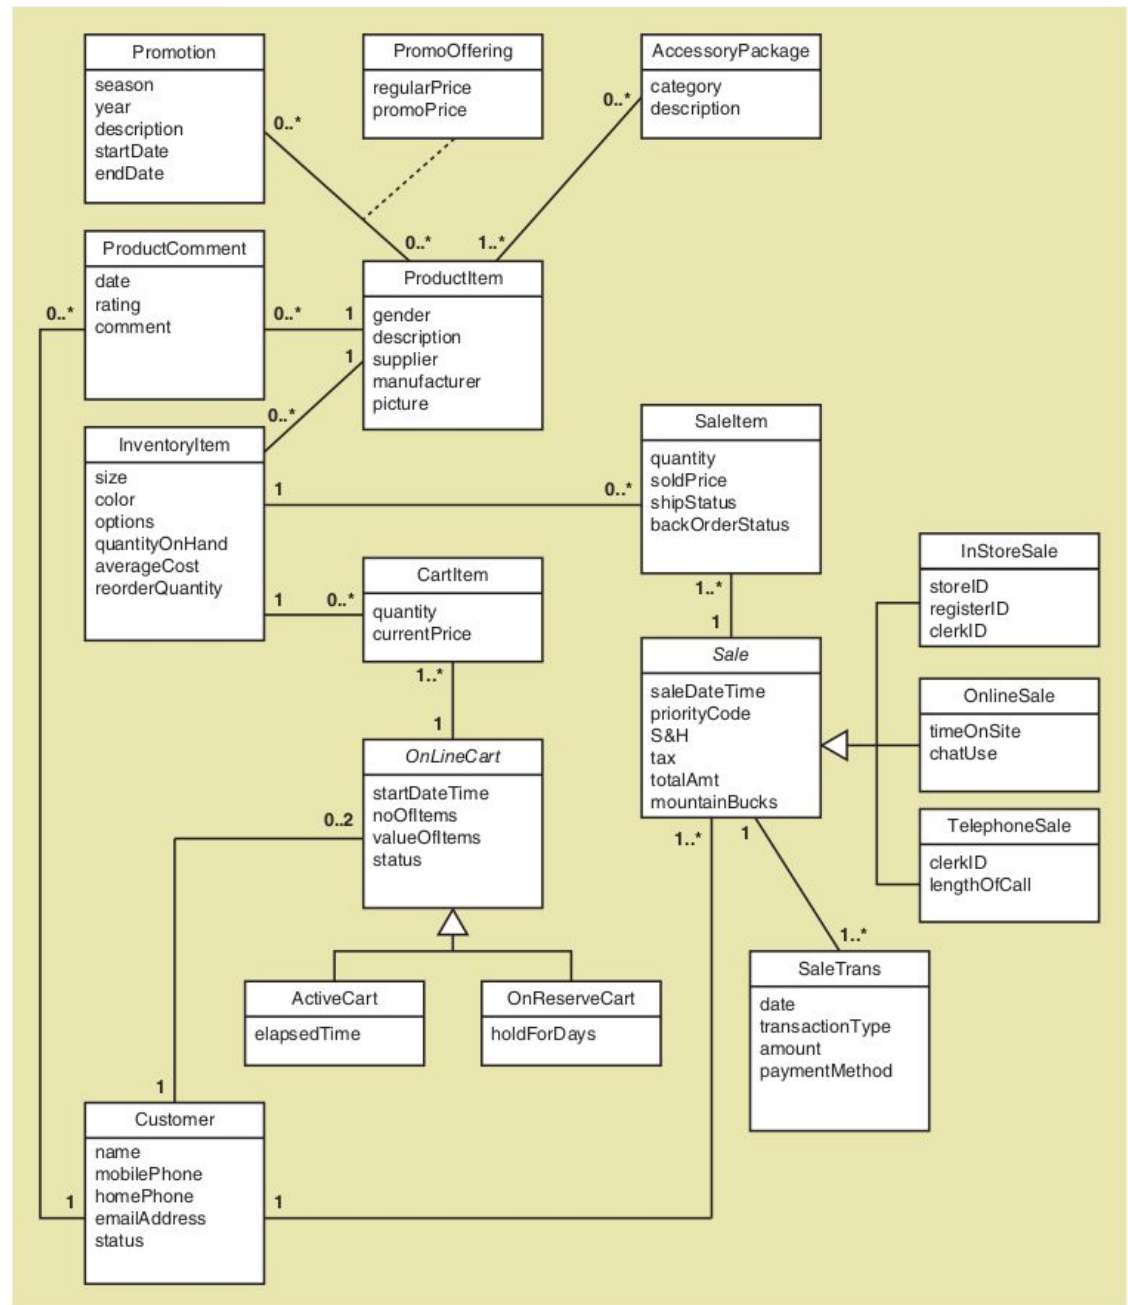 Promotion
season
year
description
startDate
endDate
PromoOffering
regularPrice
promoPrice
AccessoryPackage
category
description
0..*
0..*
0..*
1..*
ProductComment
date
rating
comment
0..*
0..*
1
1
0..*
ProductItem
gender
description
supplier
manufacturer
picture
InventoryItem
size
color
options
quantityOnHand
averageCost
reorderQuantity
1
0..*
1
0..*
SaleItem
quantity
soldPrice
shipStatus
backOrderStatus
CartItem
quantity
currentPrice
1..*
1
1..*
1
Sale
saleDateTime
priorityCode
S&H
tax
totalAmt
mountainBucks
InStoreSale
storeID
registerID
clerkID
OnlineSale
timeOnSite
chatUse
TelephoneSale
clerkID
lengthOfCall
OnLineCart
startDateTime
noOfItems
valueOfItems
status
0..2
1..*
1
1..*
ActiveCart
elapsedTime
OnReserveCart
holdForDays
SaleTrans
date
transactionType
amount
paymentMethod
1
Customer
name
mobilePhone
homePhone
emailAddress
status
1
1